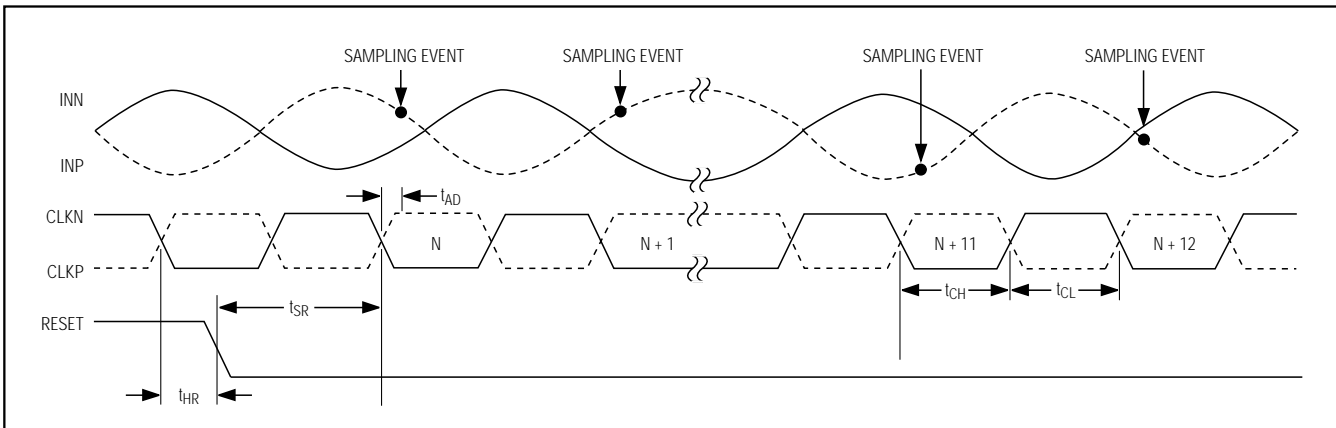 SAMPLING EVENT SAMPLING EVENT SAMPLING EVENT SAMPLING EVENT
INN
INP
tAD
CLKN
N N + 1 N + 11 N + 12
CLKP
tCH tCL
tSR
RESET
tHR